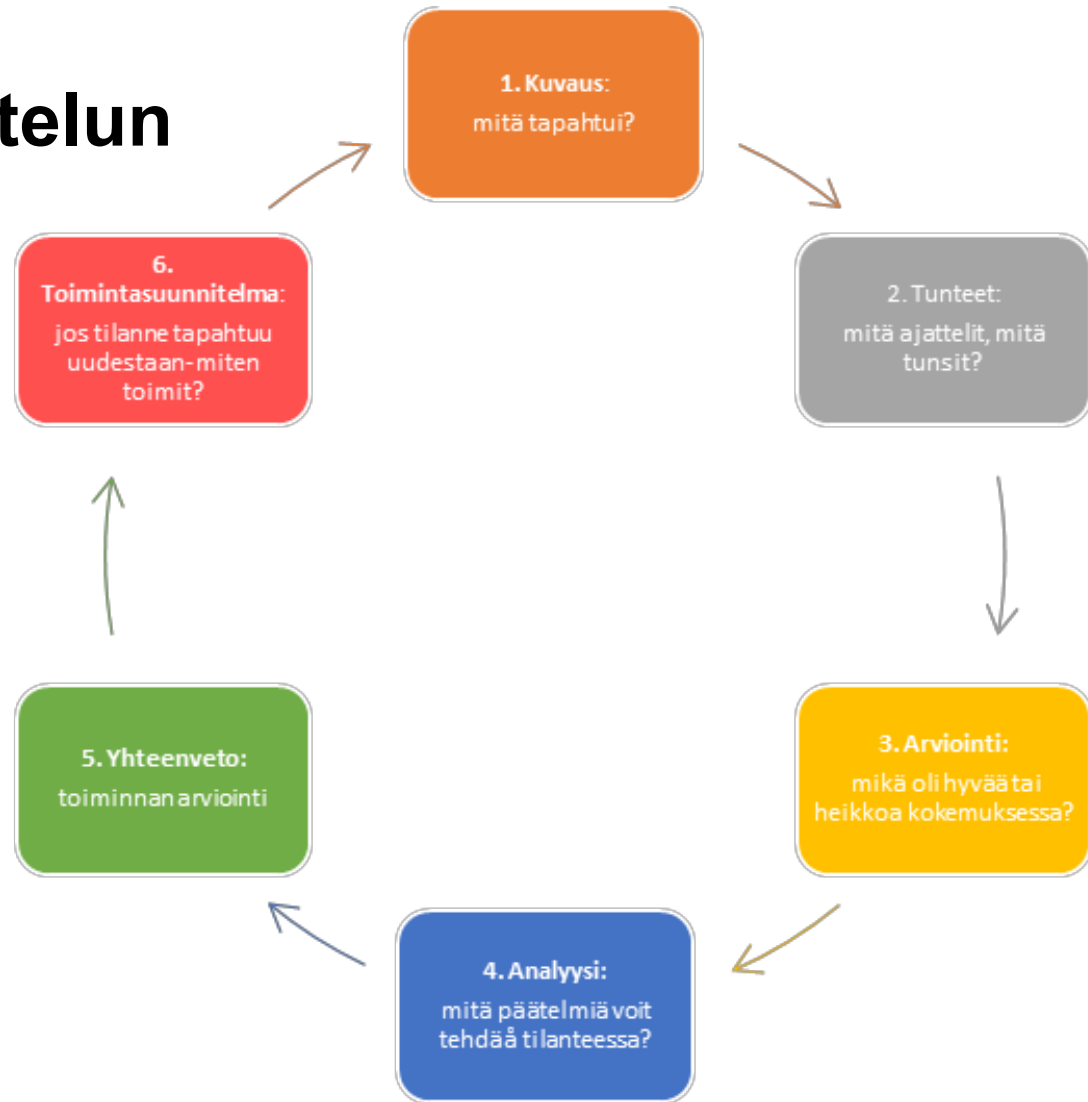 telun
1. Kuvaus:
mitä tapahtui?
2. Tunteet:
mitä ajattelit, mitä
tunsit?
3. Arviointi:
mikä oli hyvää tai
heikkoa kokemuksessa?
4. Analyysi:
mitä päätelmiä voit
tehdäå tilanteessa?
5. Yhteenveto:
toiminnan arviointi
6.
Toimintasuunnitelma:
jos tilanne tapahtuu
uudestaan-miten
toimit?